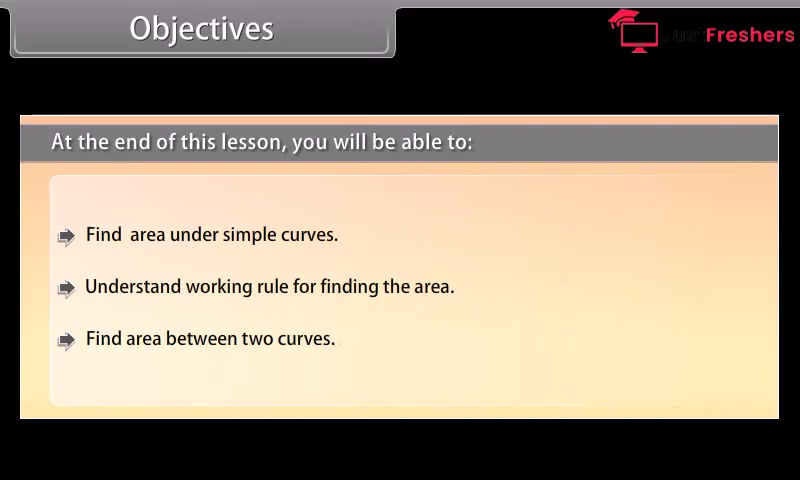 Objectives
Just Freshers
At the end of this lesson, you will be able to:
Find area under simple curves.
Understand working rule for finding the area.
Find area between two curves.